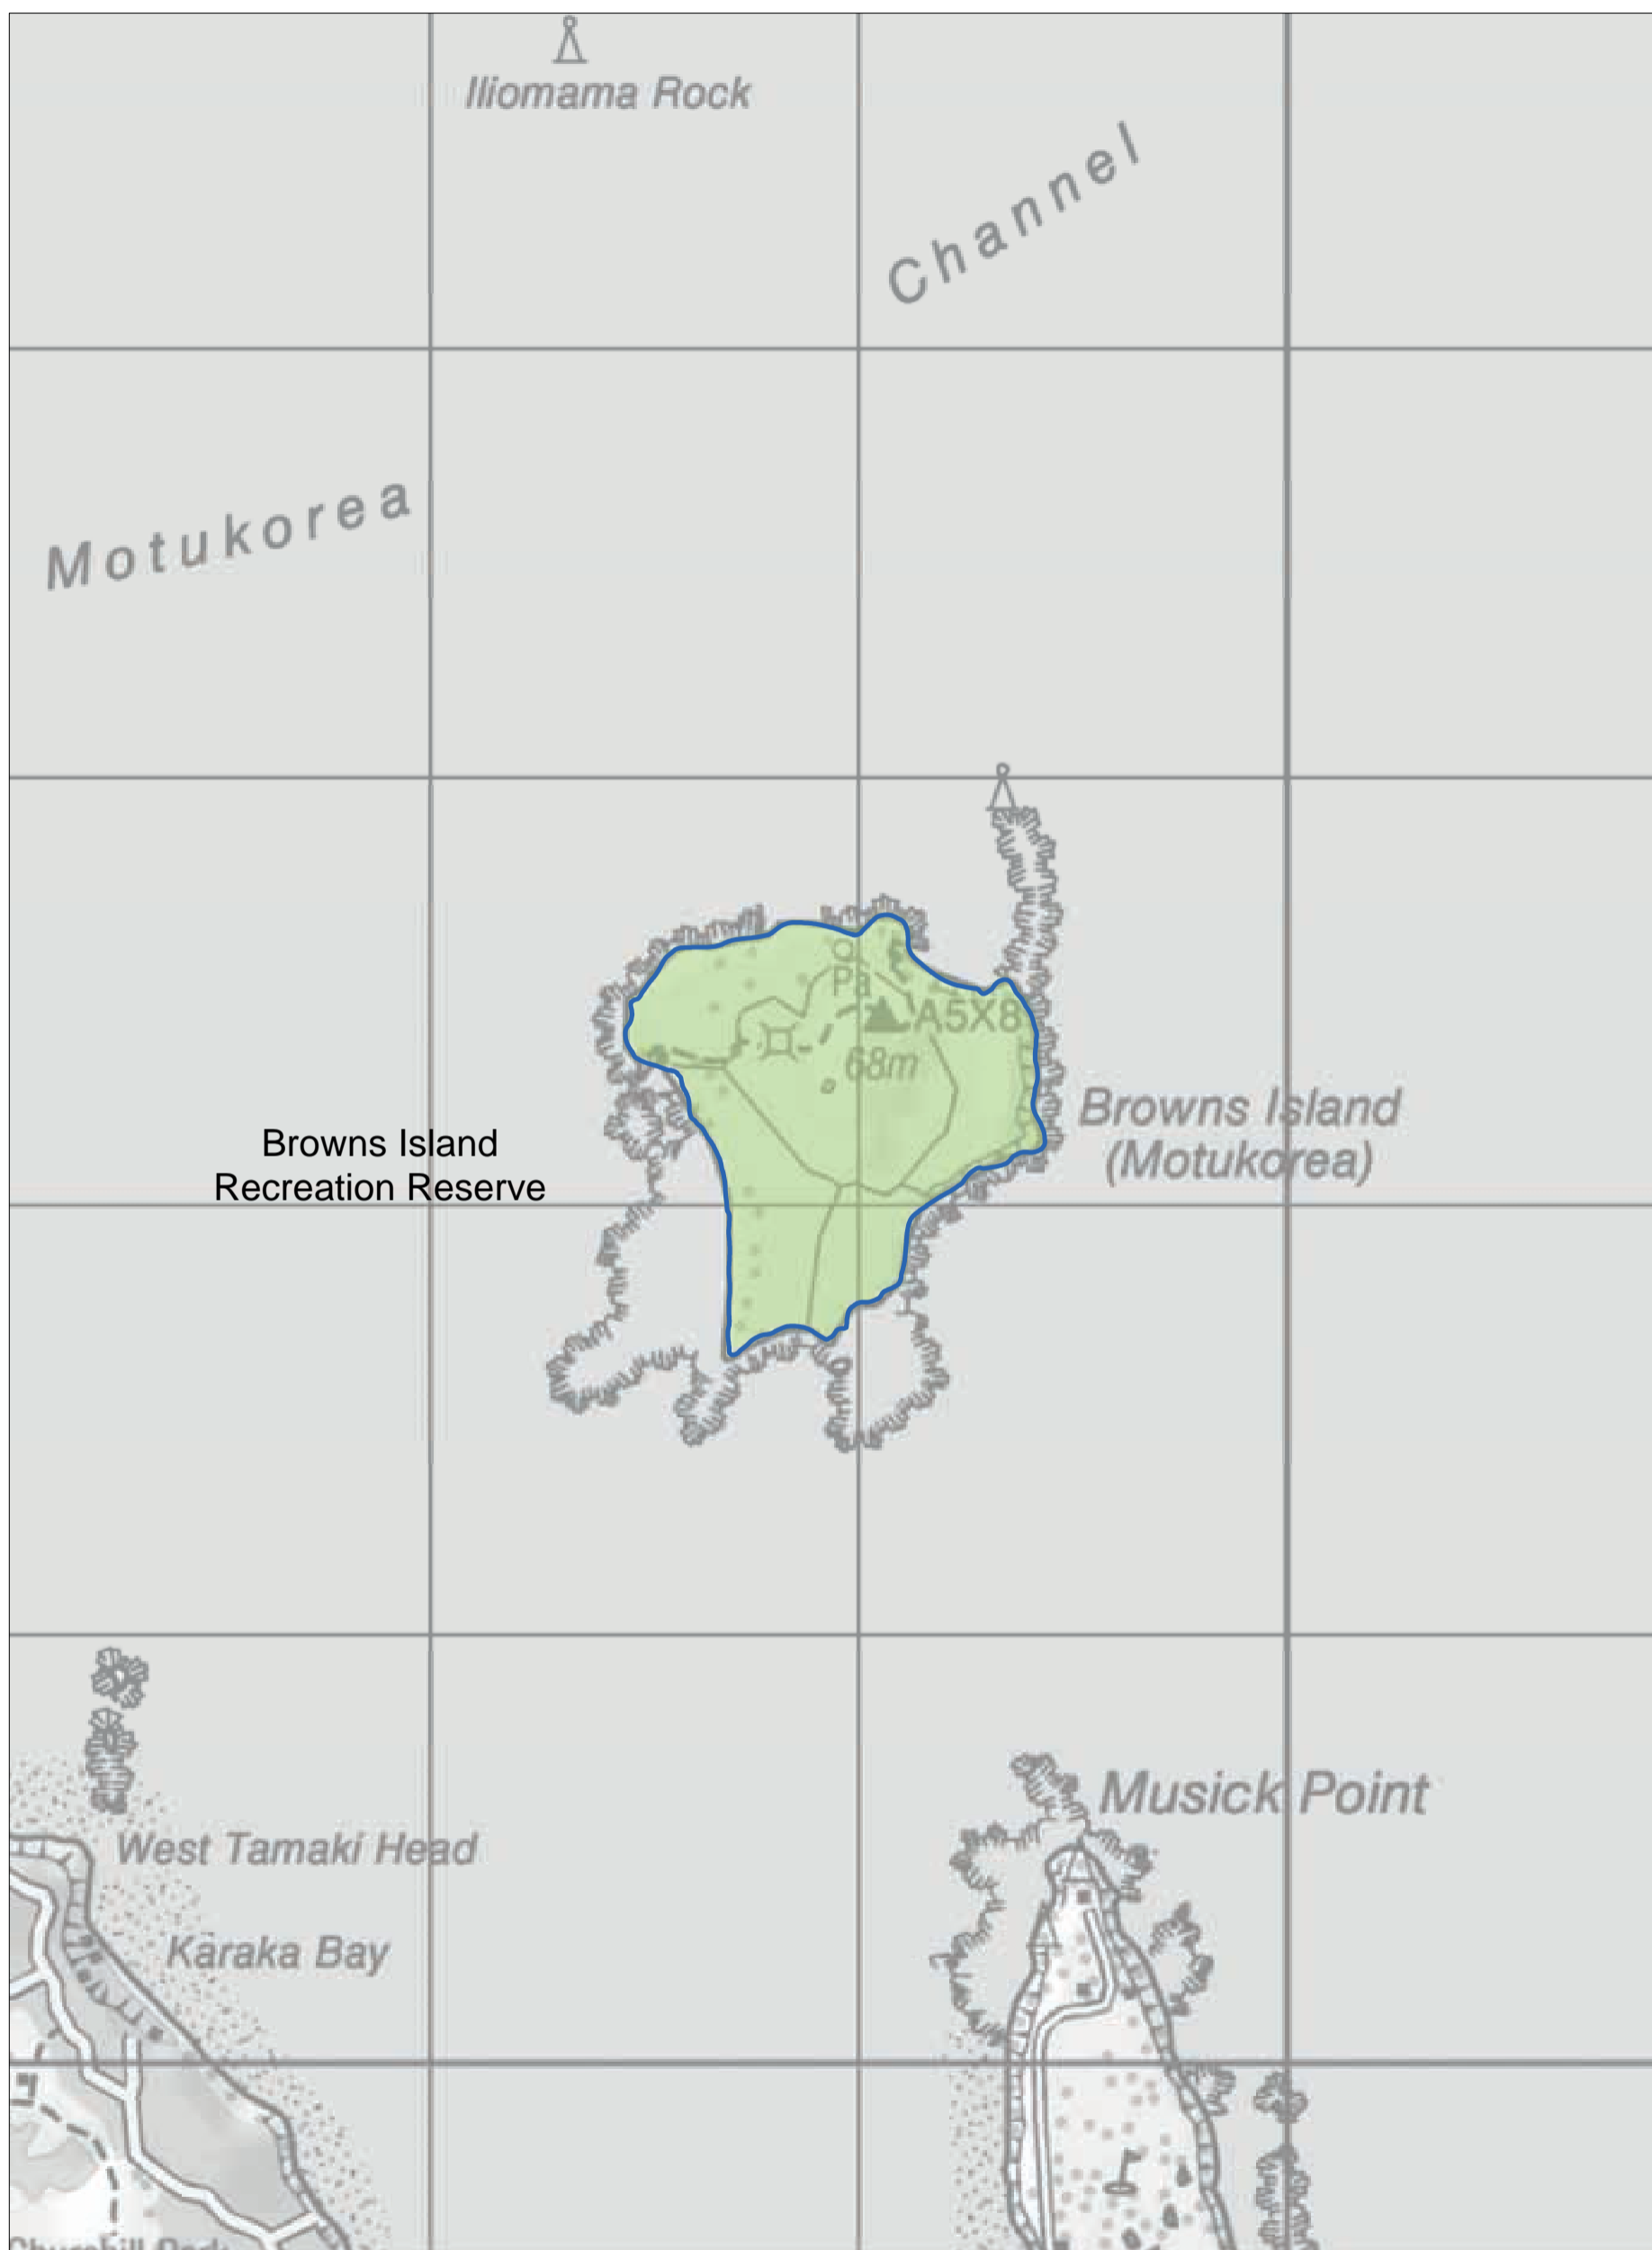 Iliomama Rock
Channel
Motukorea
Pa
A5X8
68m
Browns Island
(Motukorea)
Browns Island
Recreation Reserve
Musick Point
West Tamaki Head
Karaka Bay